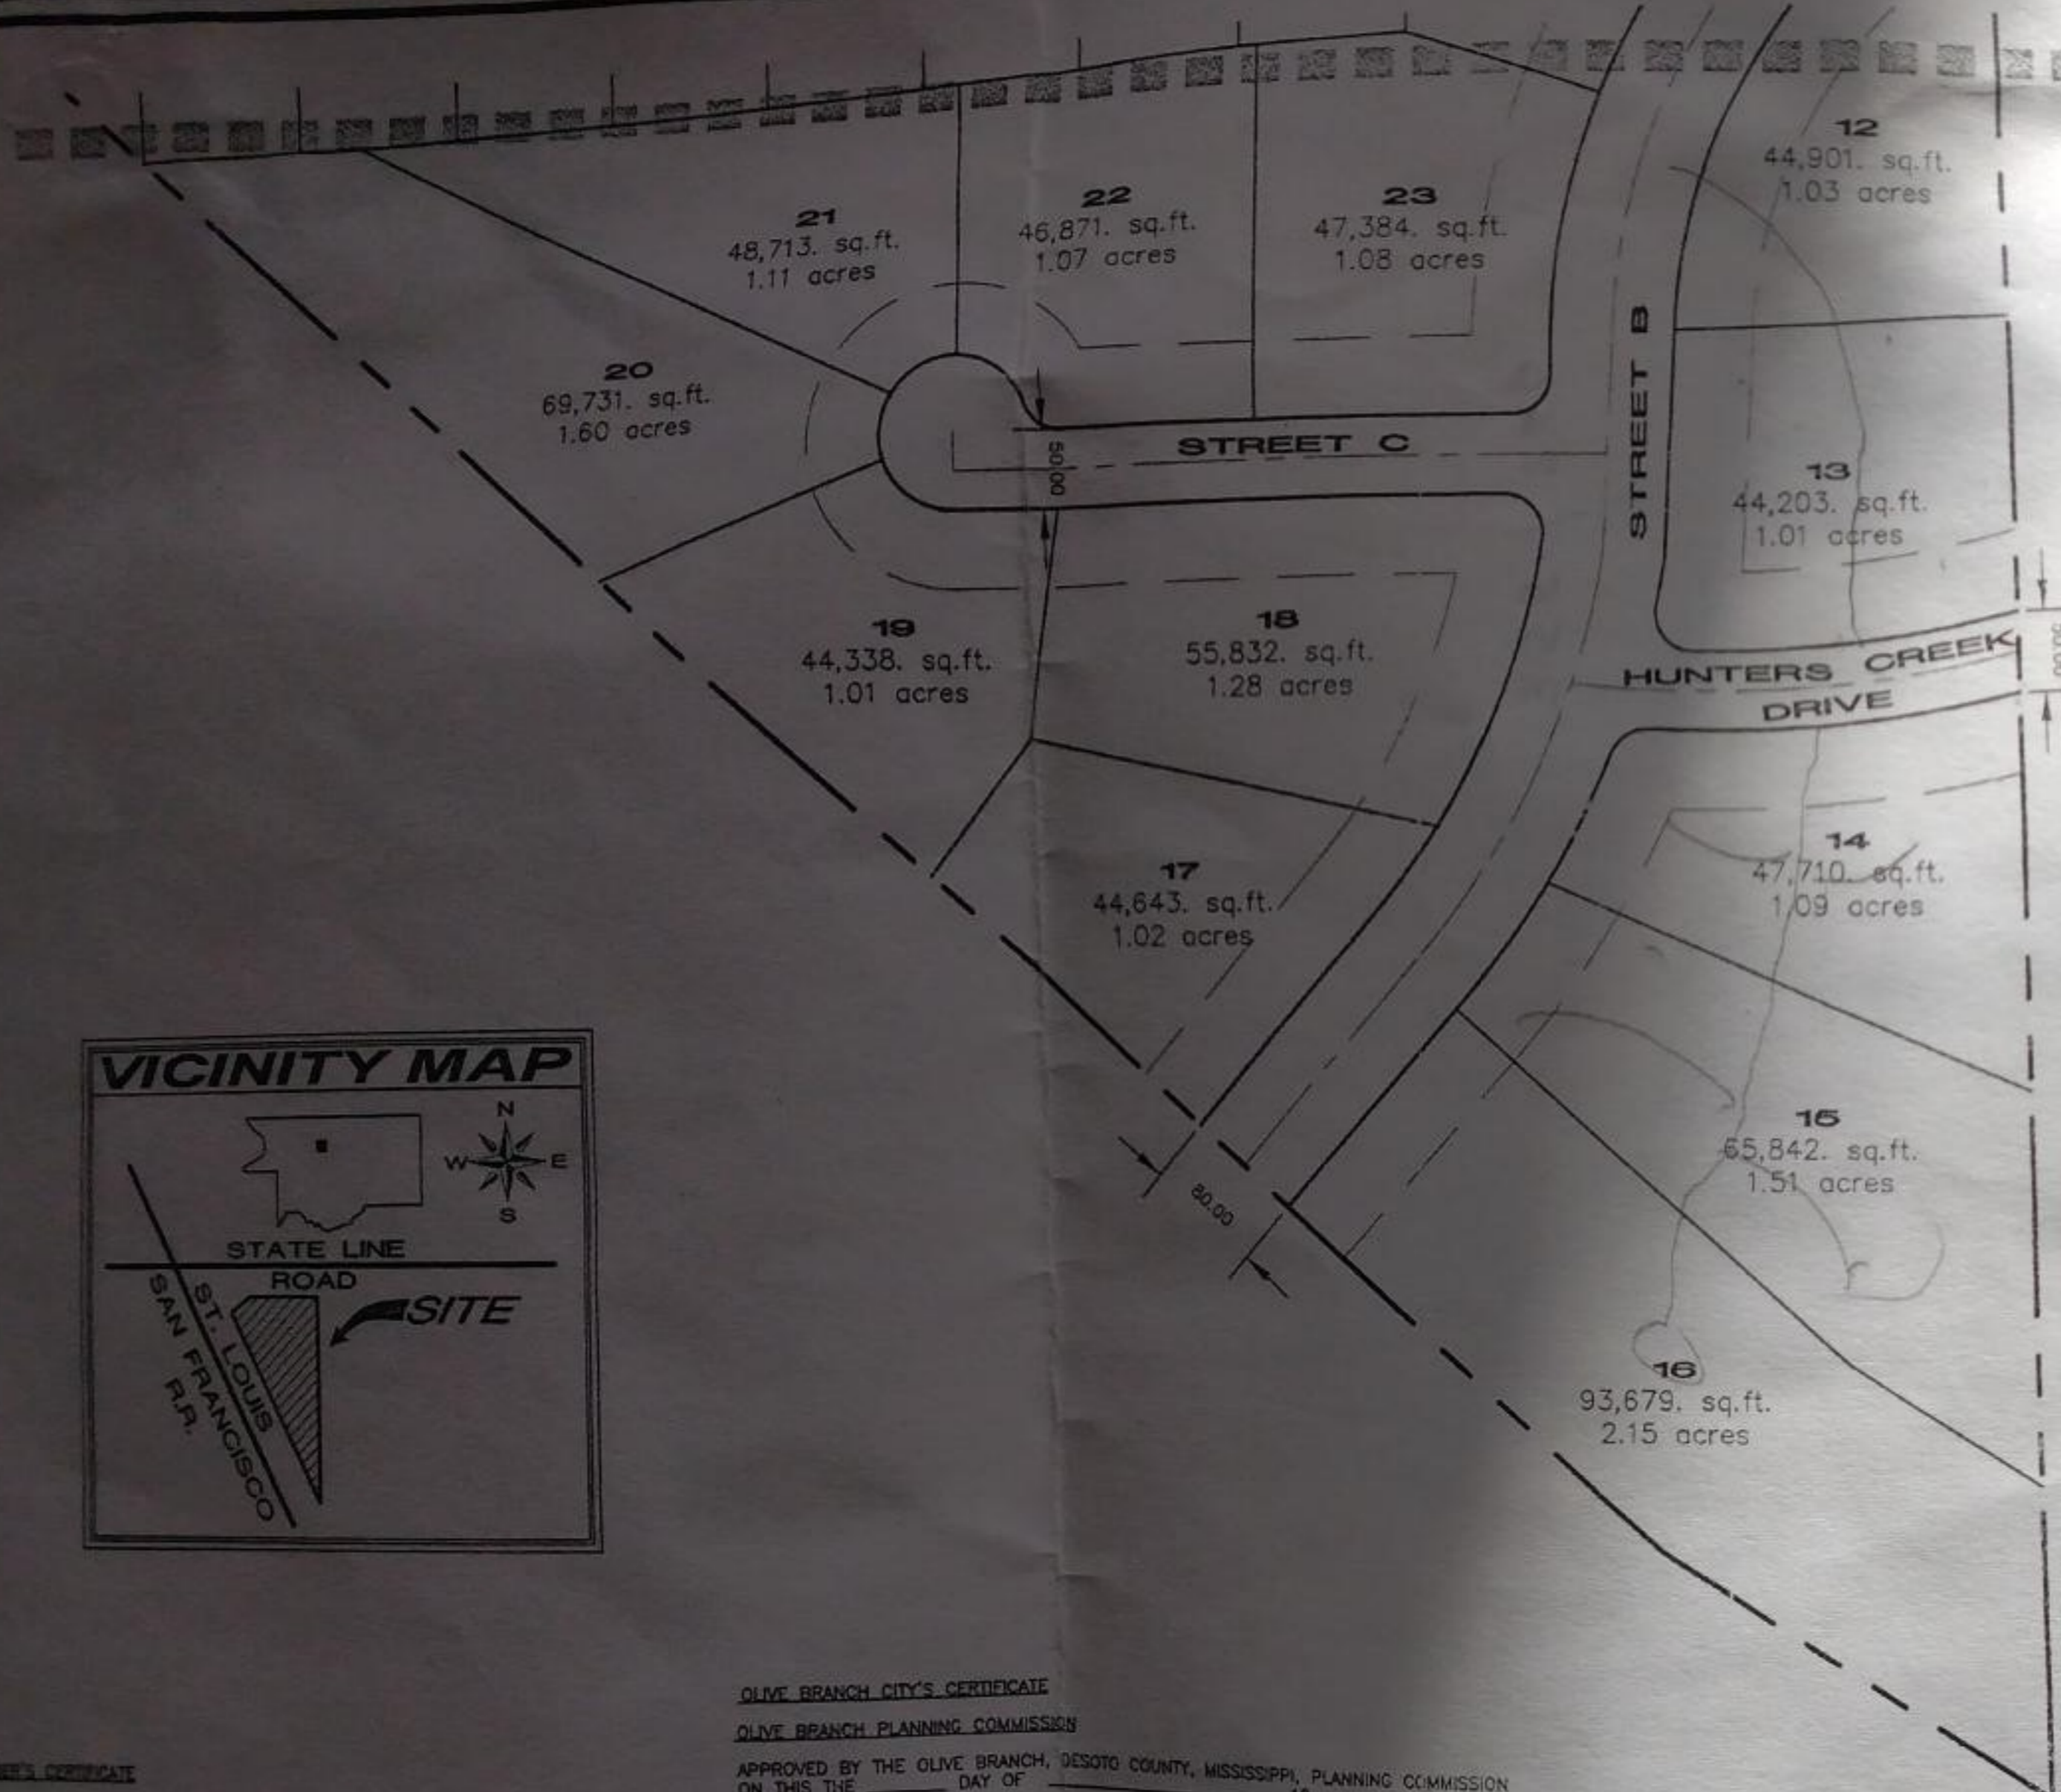 12
44,901. sq.ft.
1.03 acres
21
48,713. sq.ft.
1.11 acres
22
46,871. sq.ft.
1.07 acres
23
47,384. sq.ft.
1.08 acres
20
69,731. sq.ft.
1.60 acres
STREET C
50.00
STREET B
13
44,203. sq.ft.
1.01 acres
19
44,338. sq.ft.
1.01 acres
18
55,832. sq.ft.
1.28 acres
HUNTERS CREEK
DRIVE
17
44,643. sq.ft.
1.02 acres
14
47,710. sq.ft.
1.09 acres
15
65,842. sq.ft.
1.51 acres
80.00
16
93,679. sq.ft.
2.15 acres
VICINITY MAP
N
W E
S
STATE LINE
ROAD
SITE
ST. LOUIS
SAN FRANCISCO
R.R.
OLIVE BRANCH CITY'S CERTIFICATE
OLIVE BRANCH PLANNING COMMISSION
CERTIFICATE
APPROVED BY THE OLIVE BRANCH, DESOTO COUNTY, MISSISSIPPI, PLANNING COMMISSION
ON THIS THE DAY OF